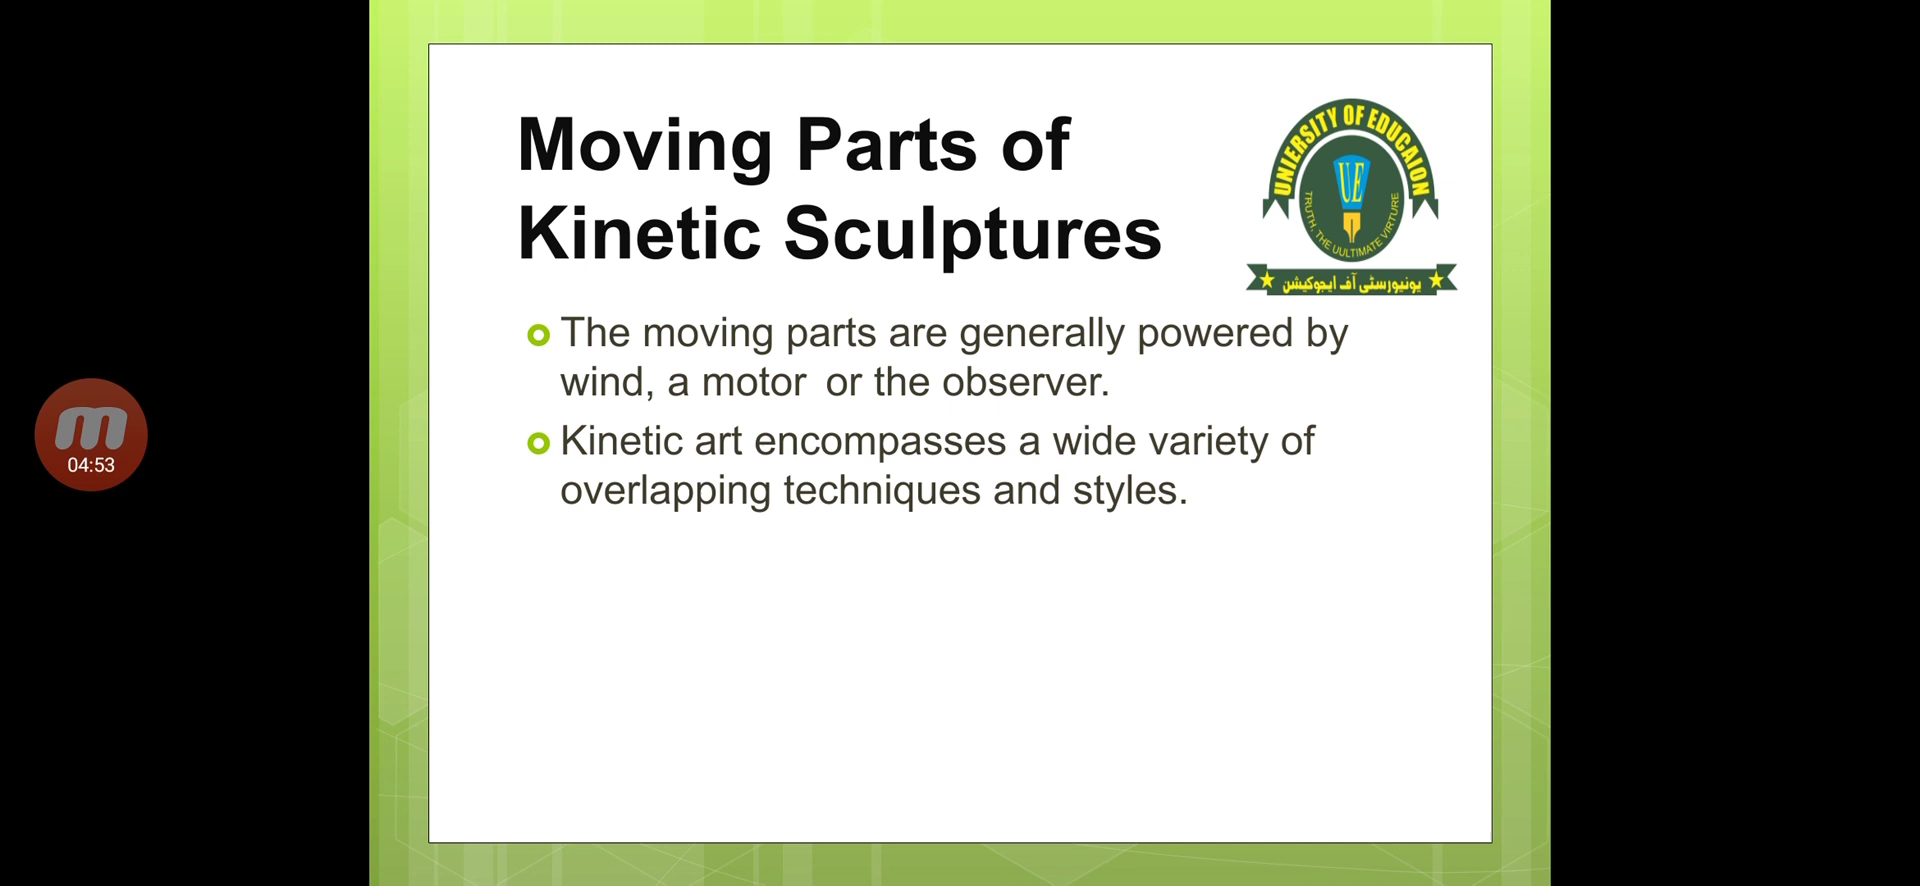 Moving Parts of
Kinetic Sculptures
UNIERSITY OF EDUCAION
UE
TRUTH, THE UULTIMATE VIRTURE
یونیورسٹی آف ایجوکیشن
The moving parts are generally powered by
wind, a motor or the observer.
Kinetic art encompasses a wide variety of
overlapping techniques and styles.
m
04:53